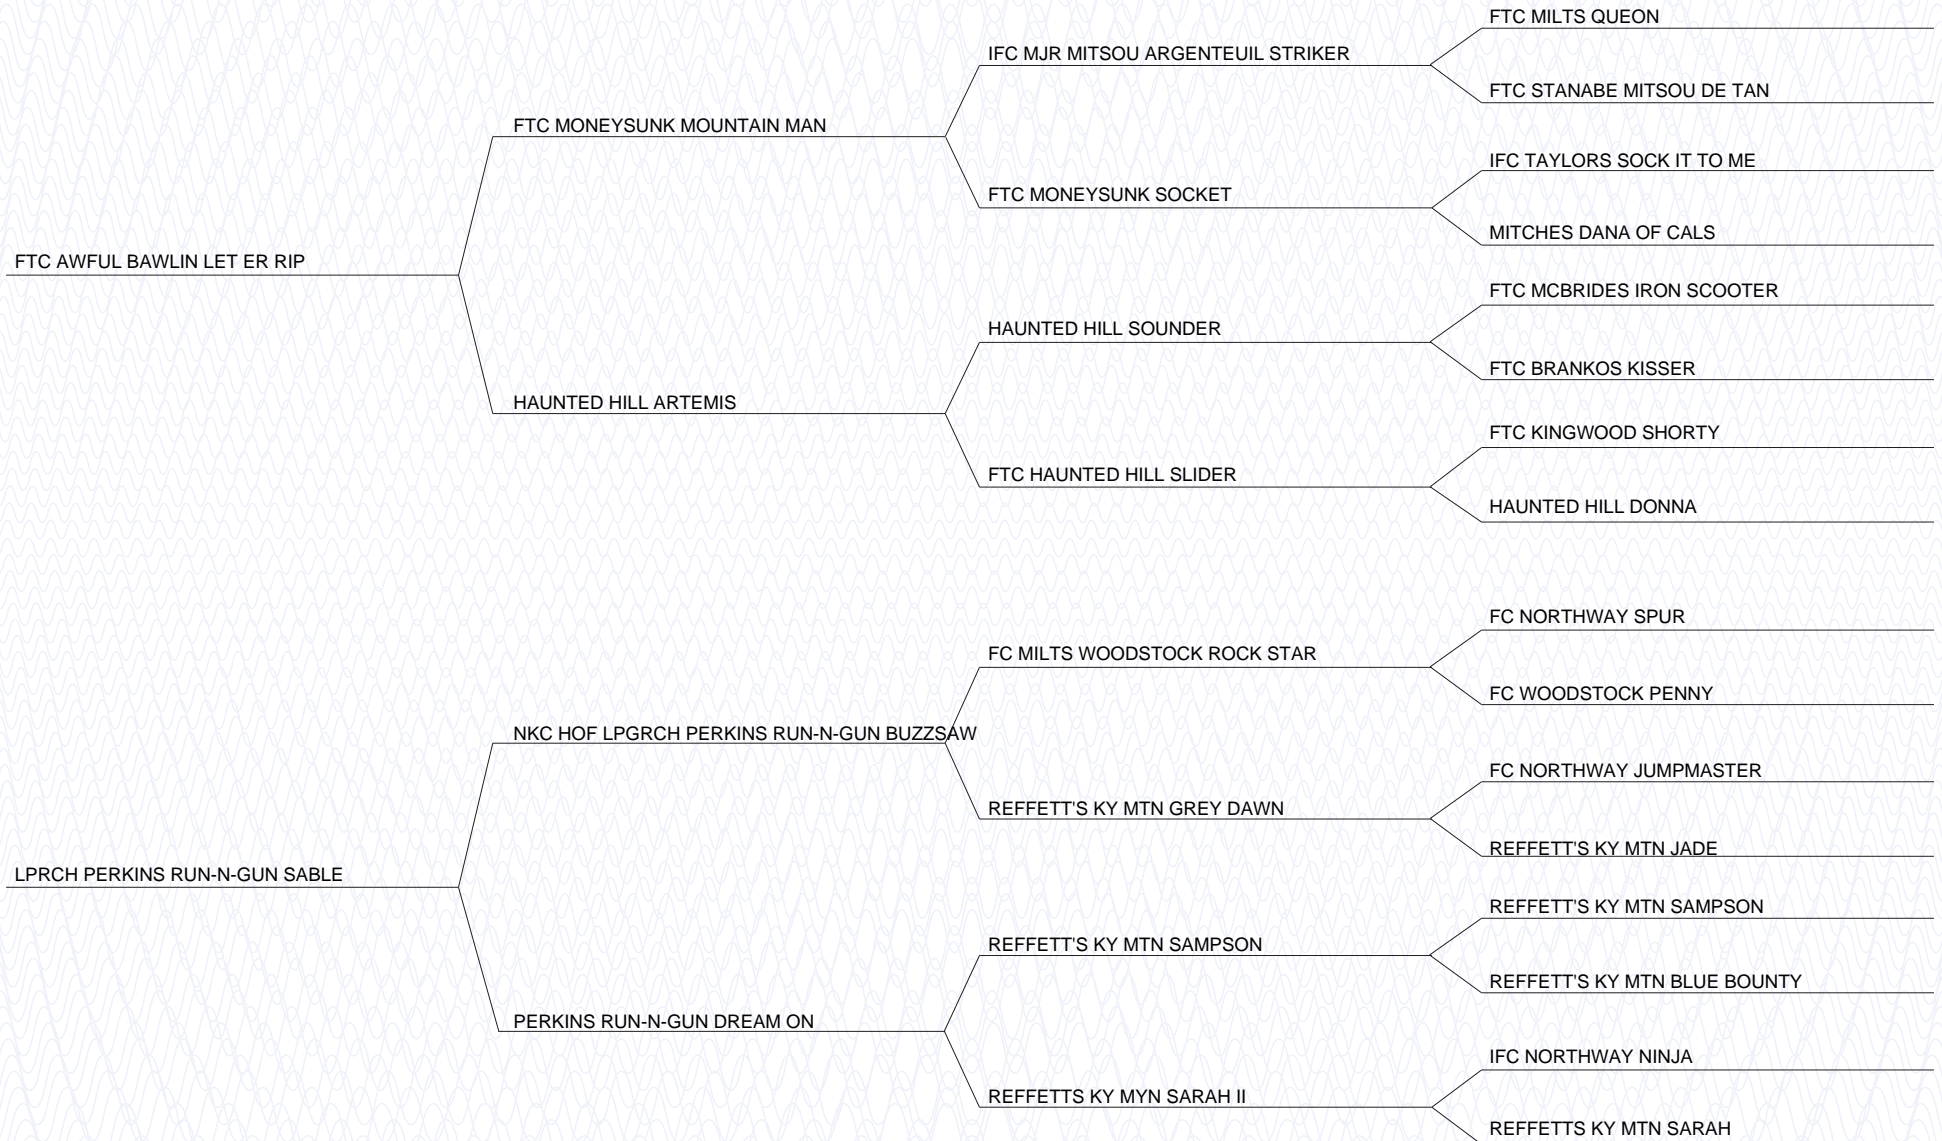 FTC MILTS QUEON
IFC MJR MITSOU ARGENTEUIL STRIKER
FTC STANABE MITSOU DE TAN
FTC MONEYSUNK MOUNTAIN MAN
IFC TAYLORS SOCK IT TO ME
FTC MONEYSUNK SOCKET
MITCHES DANA OF CALS
FTC AWFUL BAWLIN LET ER RIP
FTC MCBRIDES IRON SCOOTER
HAUNTED HILL SOUNDER
FTC BRANKOS KISSER
HAUNTED HILL ARTEMIS
FTC KINGWOOD SHORTY
FTC HAUNTED HILL SLIDER
HAUNTED HILL DONNA
FC NORTHWAY SPUR
FC MILTS WOODSTOCK ROCK STAR
FC WOODSTOCK PENNY
NKC HOF LPGRCH PERKINS RUN-N-GUN BUZZSAW
FC NORTHWAY JUMPMASTER
REFFETT'S KY MTN GREY DAWN
REFFETT'S KY MTN JADE
LPRCH PERKINS RUN-N-GUN SABLE
REFFETT'S KY MTN SAMPSON
REFFETT'S KY MTN SAMPSON
REFFETT'S KY MTN BLUE BOUNTY
PERKINS RUN-N-GUN DREAM ON
IFC NORTHWAY NINJA
REFFETTS KY MYN SARAH II
REFFETTS KY MTN SARAH